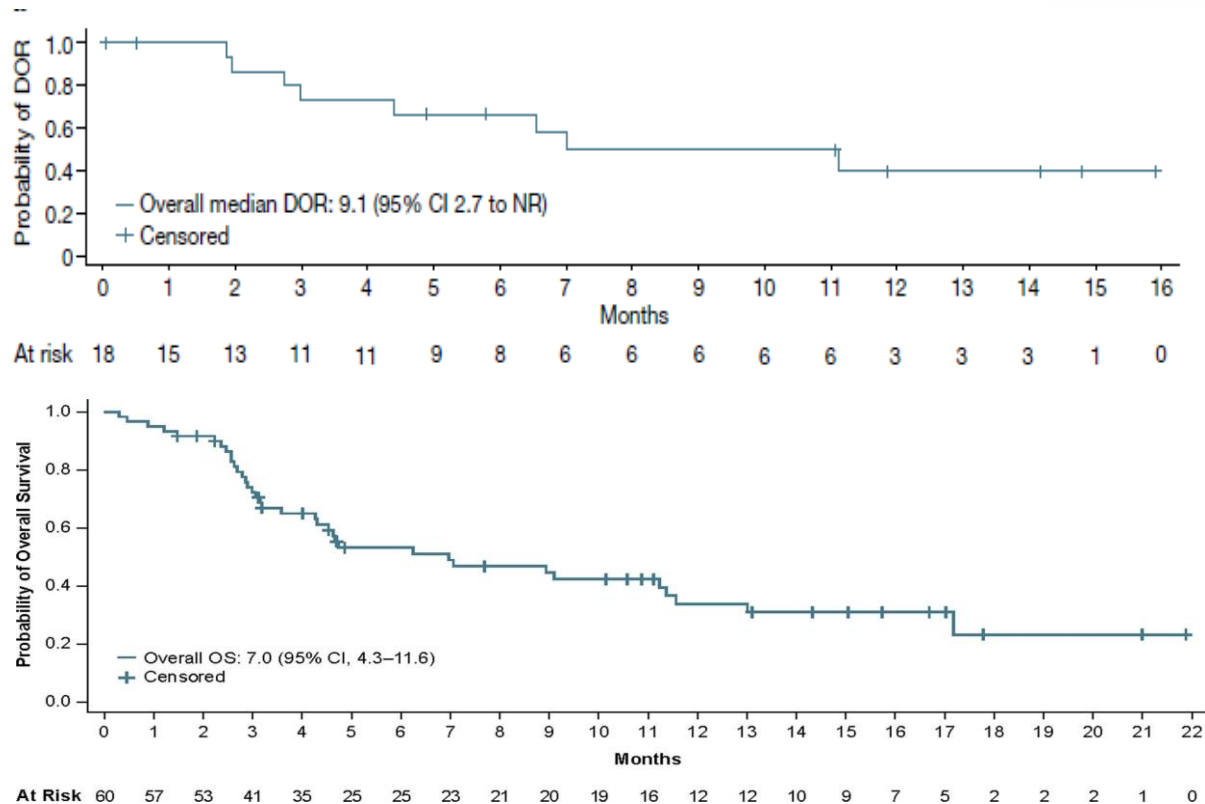 Probability of DOR
1.0
0.8
0.6
0.4
0.2
0
Overall median DOR: 9.1 (95% CI 2.7 to NR)
Censored
0 1 2 3 4 5 6 7 8 9 10 11 12 13 14 15 16
Months
At risk 18 15 13 11 11 9 8 6 6 6 6 6 3 3 3 1 0
Probability of Overall Survival
1.0
0.8
0.6
0.4
0.2
0.0
Overall OS: 7.0 (95% CI, 4.3–11.6)
Censored
0 1 2 3 4 5 6 7 8 9 10 11 12 13 14 15 16 17 18 19 20 21 22
Months
At Risk 60 57 53 41 35 25 25 23 21 20 19 16 12 12 10 9 7 5 2 2 2 1 0